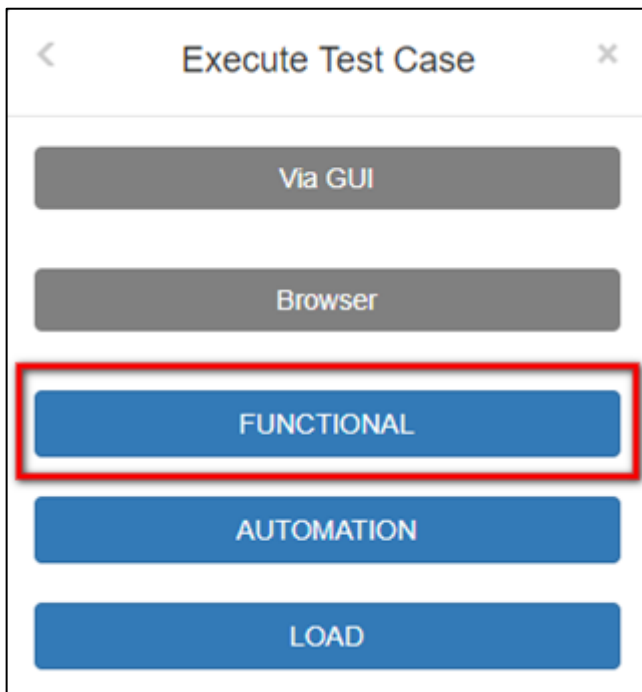 Execute Test Case
Via GUI
Browser
FUNCTIONAL
AUTOMATION
LOAD